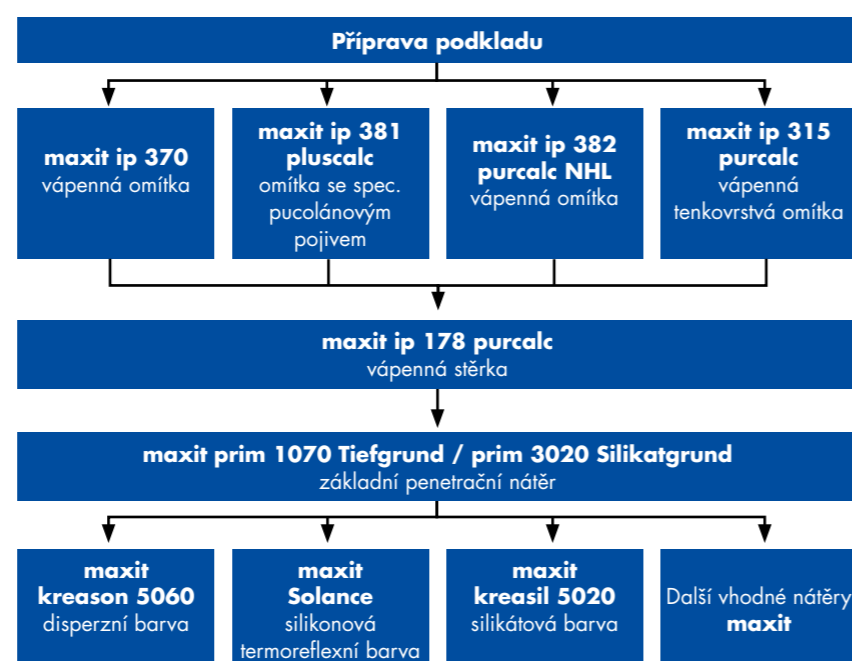 Příprava podkladu
maxit ip 370
vápenná omítka
maxit ip 381
pluscalc
omítka se spec.
pucolánovým
pojivem
maxit ip 382
purcalc NHL
vápenná omítka
maxit ip 315
purcalc
vápenná
tenkovrstvá omítka
maxit ip 178 purcalc
vápenná stěrka
maxit prim 1070 Tiefgrund / prim 3020 Silikatgrund
základní penetrační nátěr
maxit
kreason 5060
disperzní barva
maxit
Solance
silikonová
termoreflexní barva
maxit
kreasil 5020
silikátová barva
Další vhodné nátěry
maxit